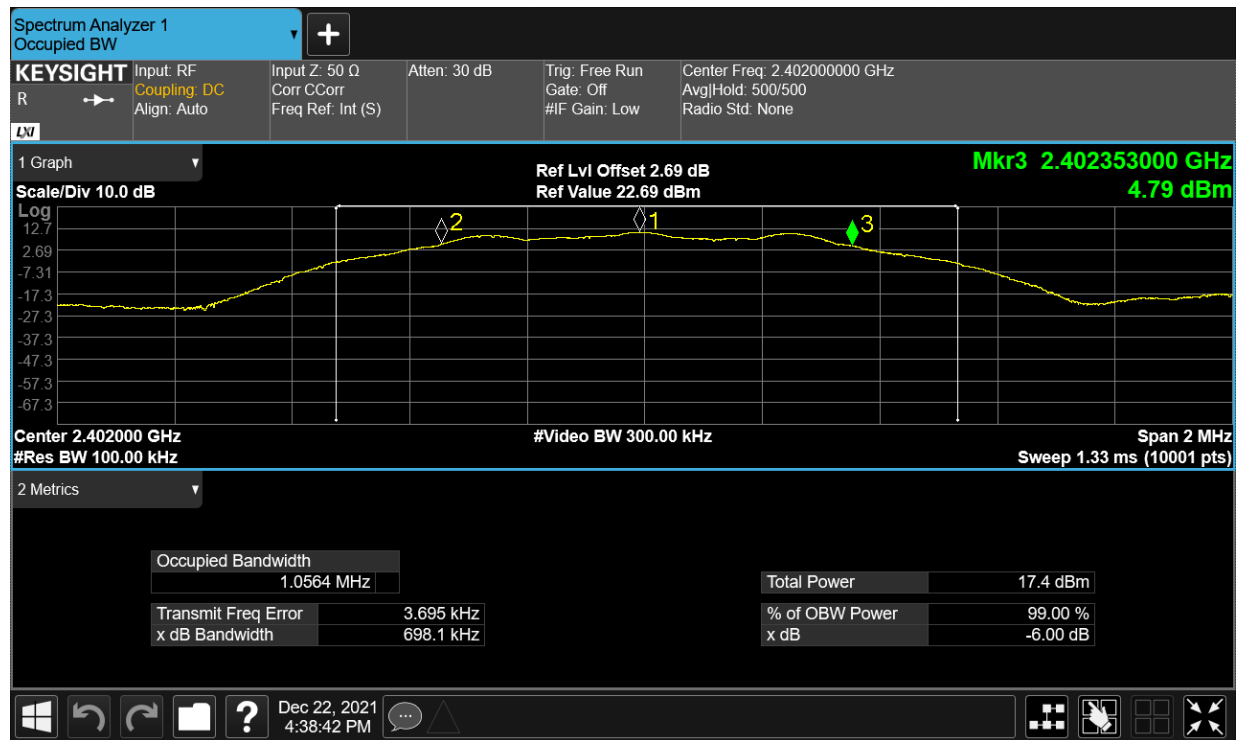 Spectrum Analyzer 1
Occupied BW
KEYSIGHT
R
LXI
Input: RF
Coupling: DC
Align: Auto
Input Z: 50 Ω
Corr CCorr
Freq Ref: Int (S)
Atten: 30 dB
Trig: Free Run
Gate: Off
#IF Gain: Low
Center Freq: 2.402000000 GHz
Avg|Hold: 500/500
Radio Std: None
1 Graph
Scale/Div 10.0 dB
Ref Lvl Offset 2.69 dB
Ref Value 22.69 dBm
Mkr3 2.402353000 GHz
4.79 dBm
Log
12.7
2.69
-7.31
-17.3
-27.3
-37.3
-47.3
-57.3
-67.3
2
1
3
Center 2.402000 GHz
#Video BW 300.00 kHz
Span 2 MHz
#Res BW 100.00 kHz
Sweep 1.33 ms (10001 pts)
2 Metrics
Occupied Bandwidth
1.0564 MHz
Total Power 17.4 dBm
Transmit Freq Error 3.695 kHz
% of OBW Power 99.00 %
x dB Bandwidth 698.1 kHz
x dB -6.00 dB
?
Dec 22, 2021
4:38:42 PM